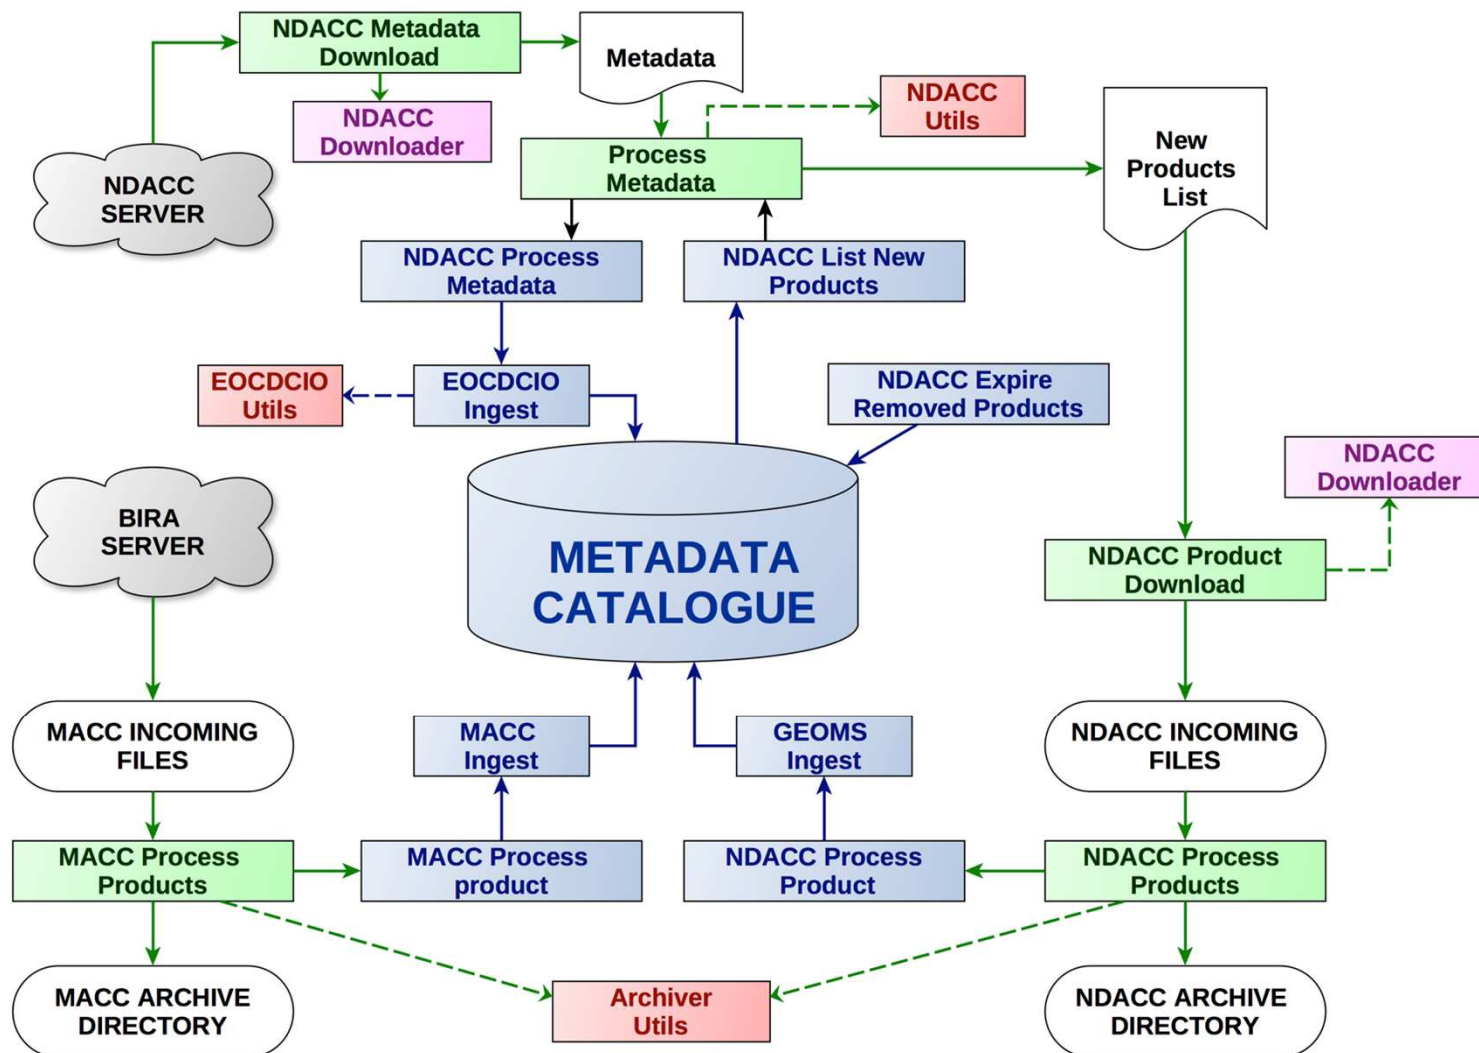 NDACC Metadata
Download
Metadata
NDACC
Utils
NDACC
Downloader
New
Products
List
Process
Metadata
NDACC
SERVER
NDACC Process
Metadata
NDACC List New
Products
EOCDCIO
Utils
EOCDCIO
Ingest
NDACC Expire
Removed Products
NDACC
Downloader
BIRA
SERVER
METADATA
CATALOGUE
NDACC Product
Download
MACC INCOMING
FILES
MACC
Ingest
GEOMS
Ingest
NDACC INCOMING
FILES
MACC Process
Products
MACC Process
product
NDACC Process
Product
NDACC Process
Products
MACC ARCHIVE
DIRECTORY
Archiver
Utils
NDACC ARCHIVE
DIRECTORY